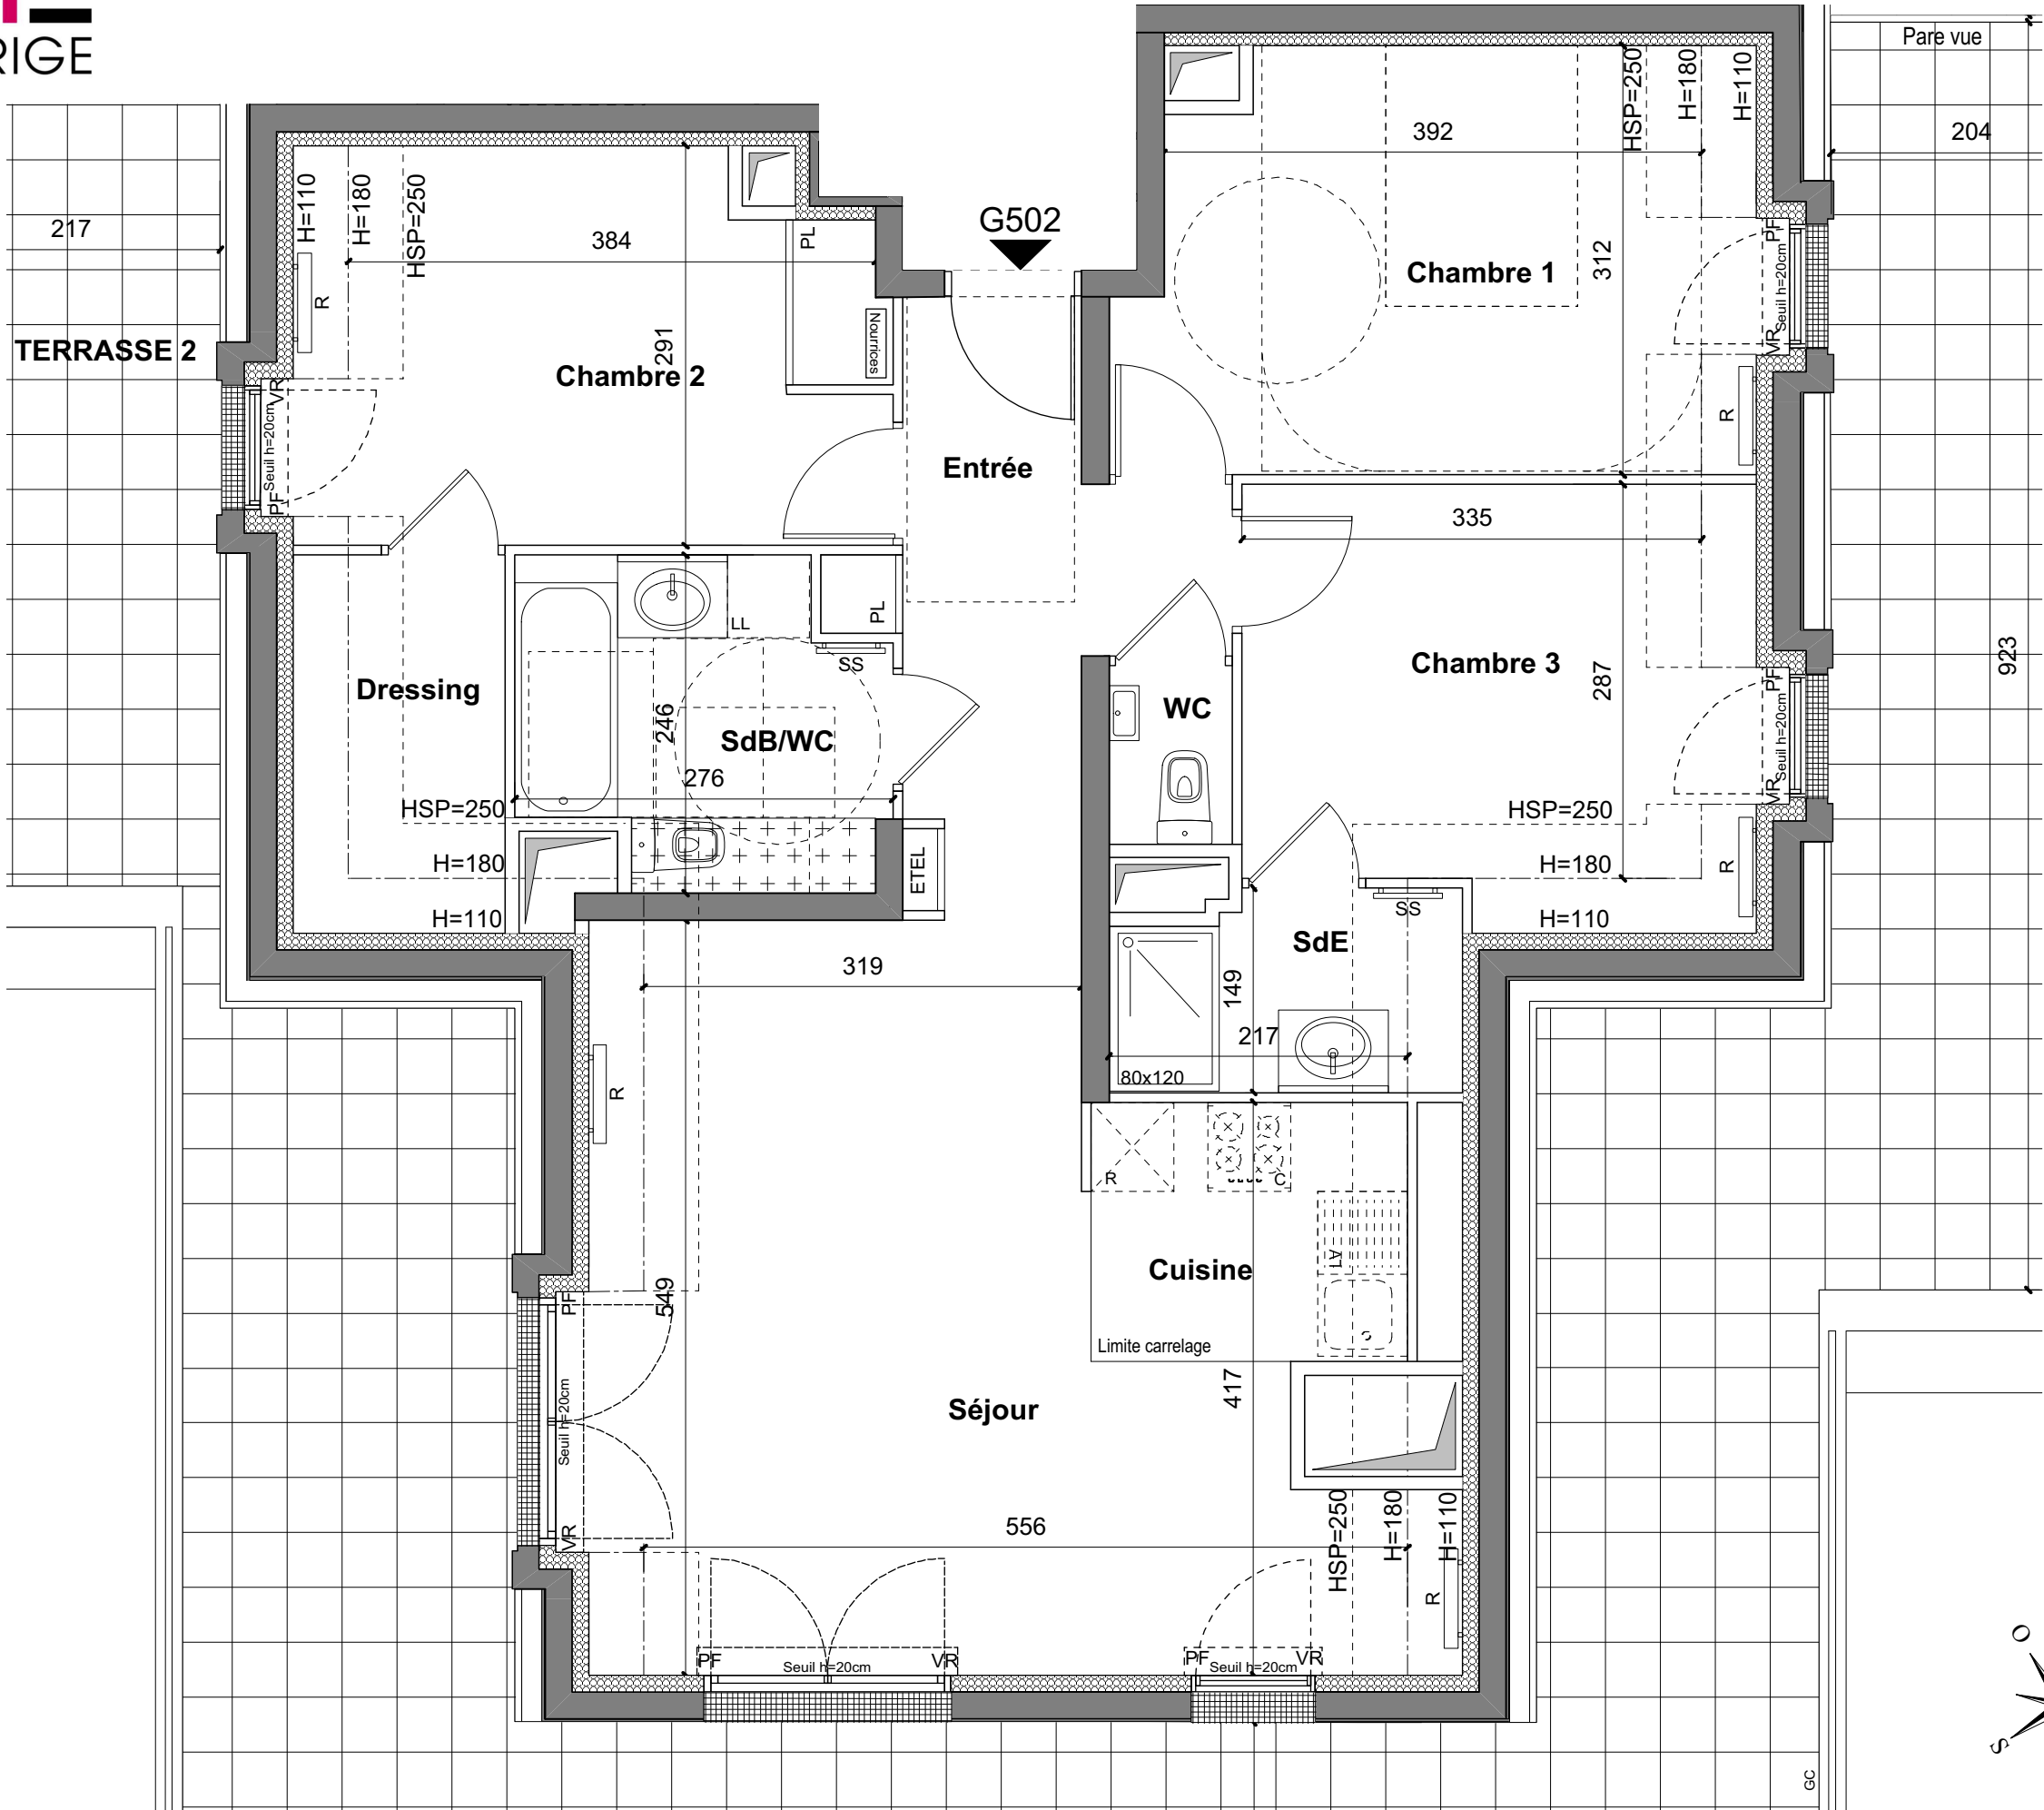 RIGE
Pare vue
204
923
217
TERRASSE 2
G502
H=110
H=180
HSP=250
384
291
Chambre 2
R
PL
Nourrices
VR
Seuil h=20cm
PF
392
HSP=250
H=180
H=110
312
Chambre 1
PF
Seuil h=20cm
VR
R
Entrée
335
Chambre 3
287
PF
Seuil h=20cm
VR
HSP=250
H=180
H=110
R
Dressing
HSP=250
H=180
H=110
LL
PL
SS
246
SdB/WC
276
ETEL
WC
SS
SdE
149
217
80x120
319
R
R
C
LV
Cuisine
Limite carrelage
549
417
PF
Seuil h=20cm
VR
Séjour
556
HSP=250
H=180
H=110
R
PF
Seuil h=20cm
VR
PF
Seuil h=20cm
VR
O
S
GC